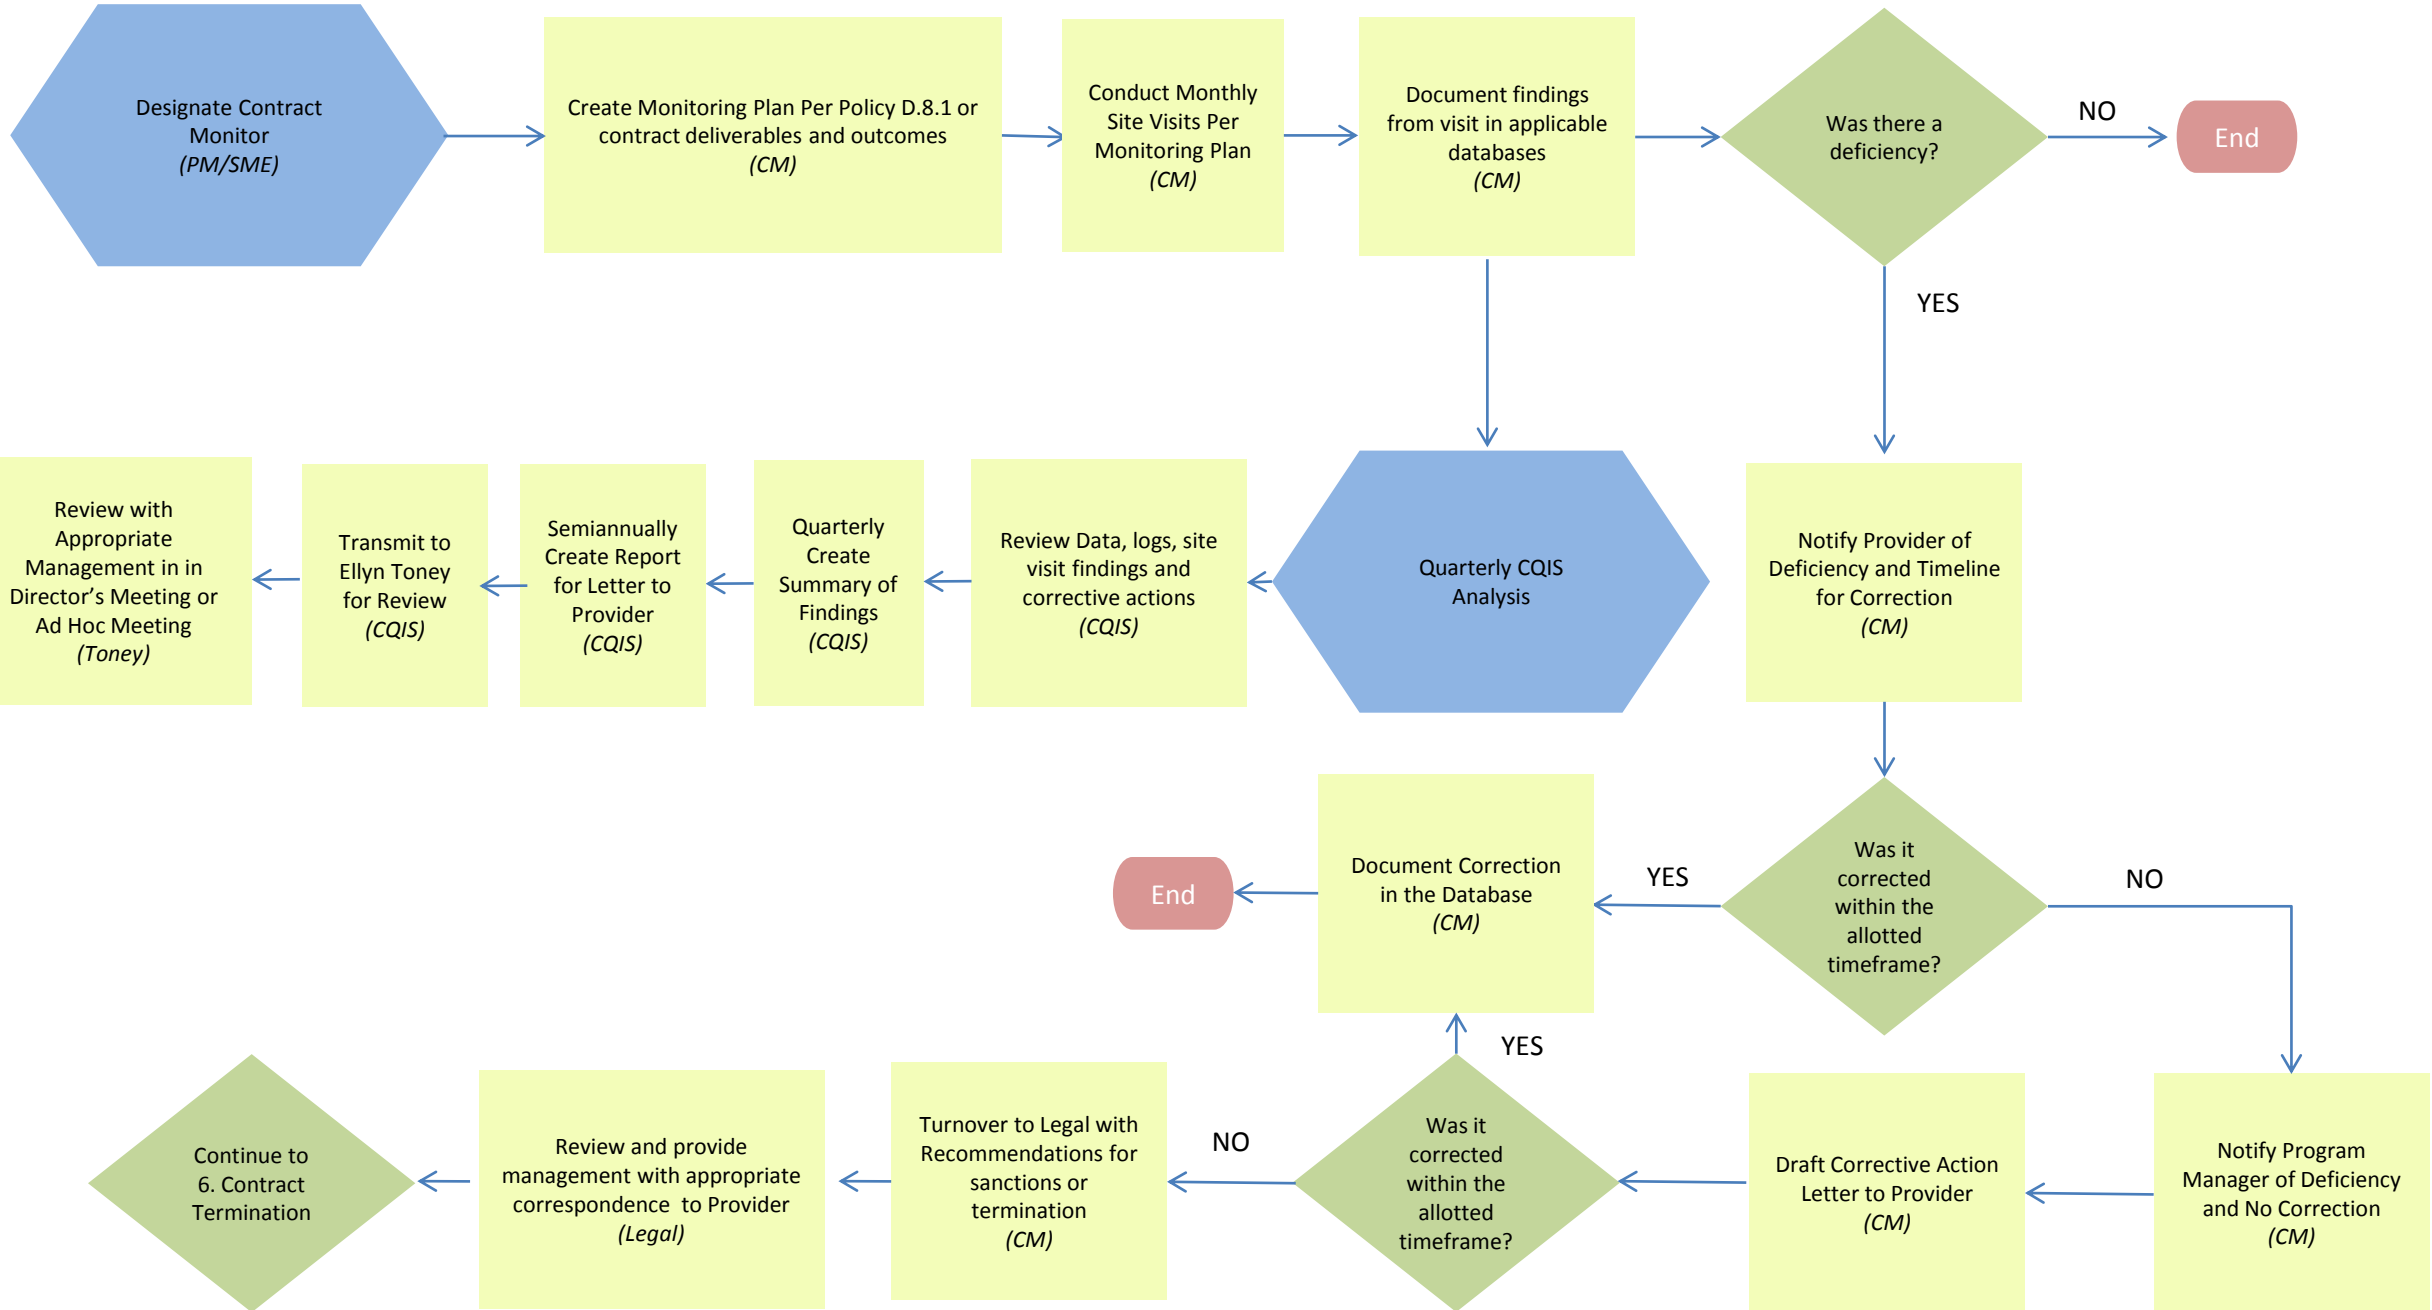 Designate Contract
Monitor
(PM/SME)
Create Monitoring Plan Per Policy D.8.1 or
contract deliverables and outcomes
(CM)
Conduct Monthly
Site Visits Per
Monitoring Plan
(CM)
Document findings
from visit in applicable
databases
(CM)
Was there a
deficiency?
NO
End
YES
Review with
Appropriate
Management in in
Director’s Meeting or
Ad Hoc Meeting
(Toney)
Transmit to
Ellyn Toney
for Review
(CQIS)
Semiannually
Create Report
for Letter to
Provider
(CQIS)
Quarterly
Create
Summary of
Findings
(CQIS)
Review Data, logs, site
visit findings and
corrective actions
(CQIS)
Quarterly CQIS
Analysis
Notify Provider of
Deficiency and Timeline
for Correction
(CM)
End
Document Correction
in the Database
(CM)
YES
Was it
corrected
within the
allotted
timeframe?
NO
YES
Continue to
6. Contract
Termination
Review and provide
management with appropriate
correspondence  to Provider
(Legal)
Turnover to Legal with
Recommendations for
sanctions or
termination
(CM)
NO
Was it
corrected
within the
allotted
timeframe?
Draft Corrective Action
Letter to Provider
(CM)
Notify Program
Manager of Deficiency
and No Correction
(CM)